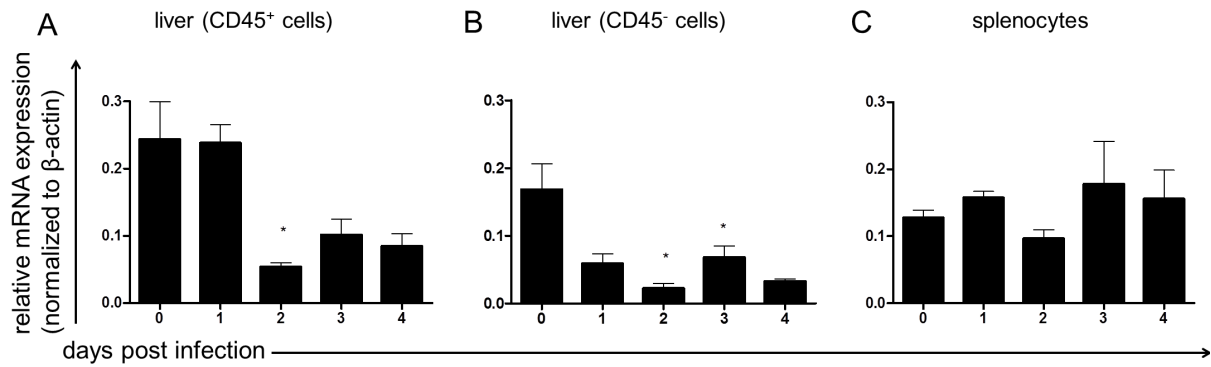 A
liver (CD45⁺ cells)
B
liver (CD45⁻ cells)
C
splenocytes
relative mRNA expression
(normalized to β-actin)
0.3
0.2
0.1
0.0
0 1 2 3 4
*
0.3
0.2
0.1
0.0
0 1 2 3 4
*
*
0.3
0.2
0.1
0.0
0 1 2 3 4
days post infection